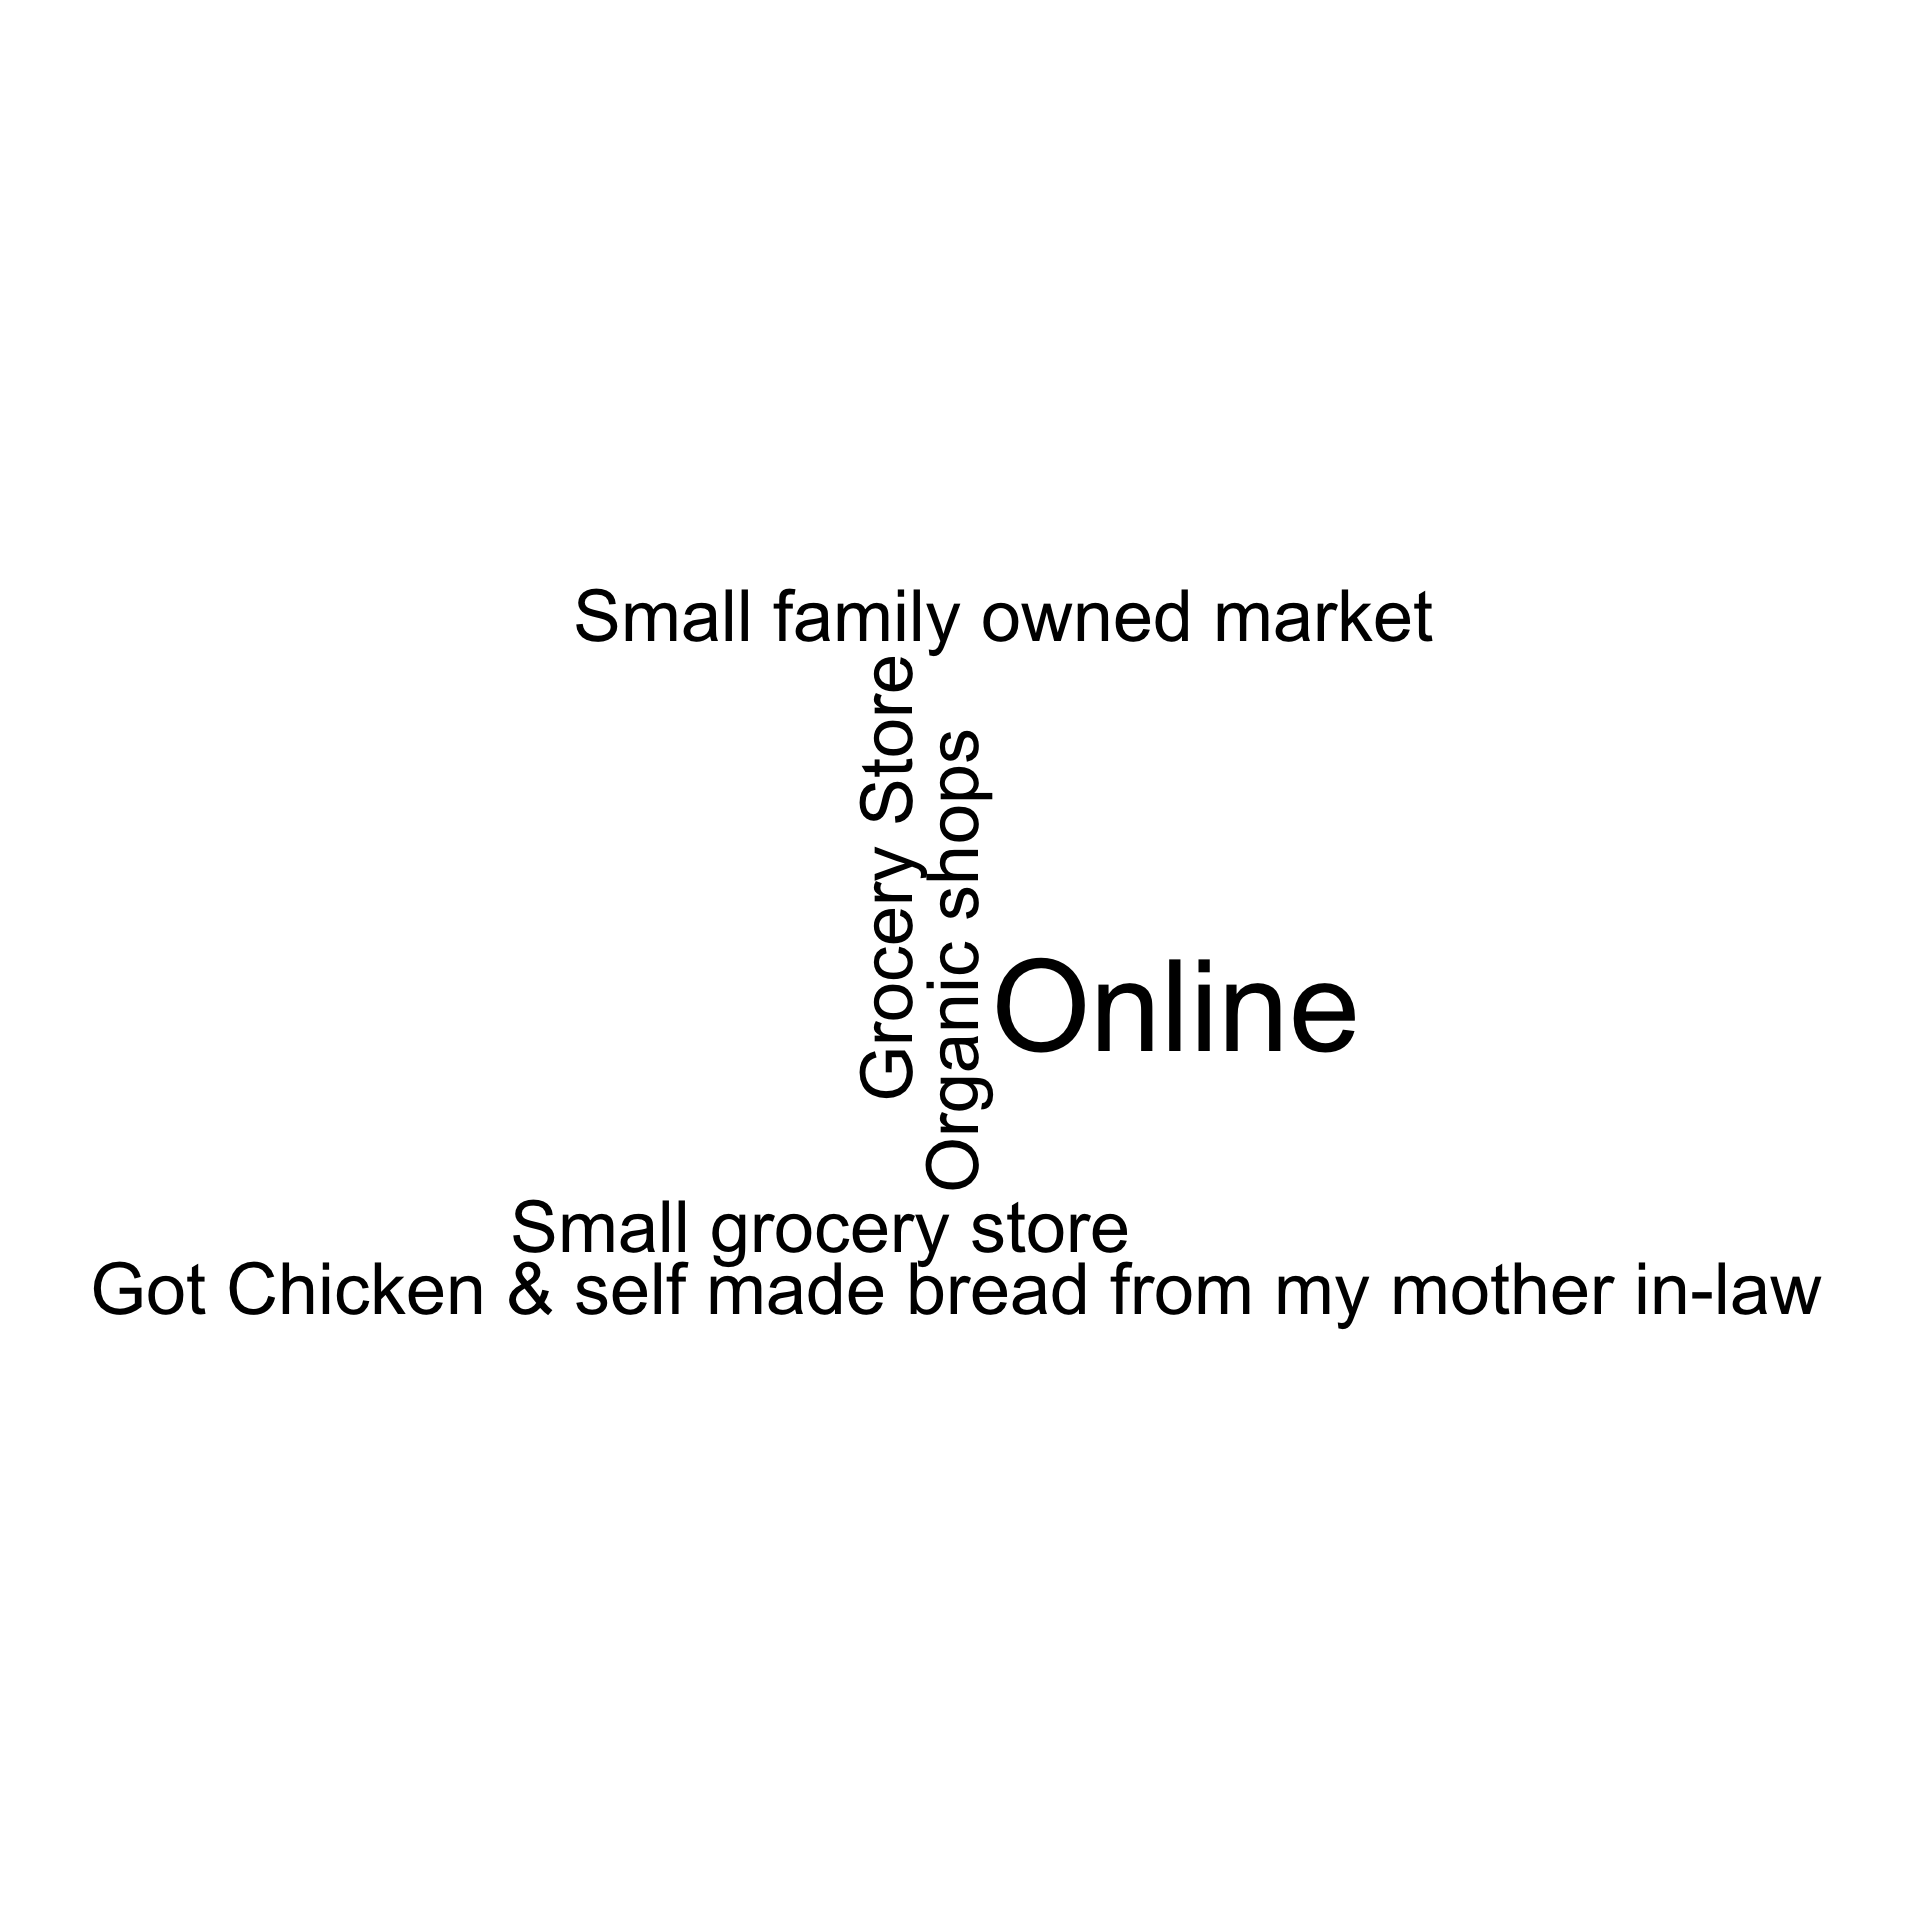 Small family owned market
Grocery Store
Organic shops
Online
Small grocery store
Got Chicken & self made bread from my mother in-law